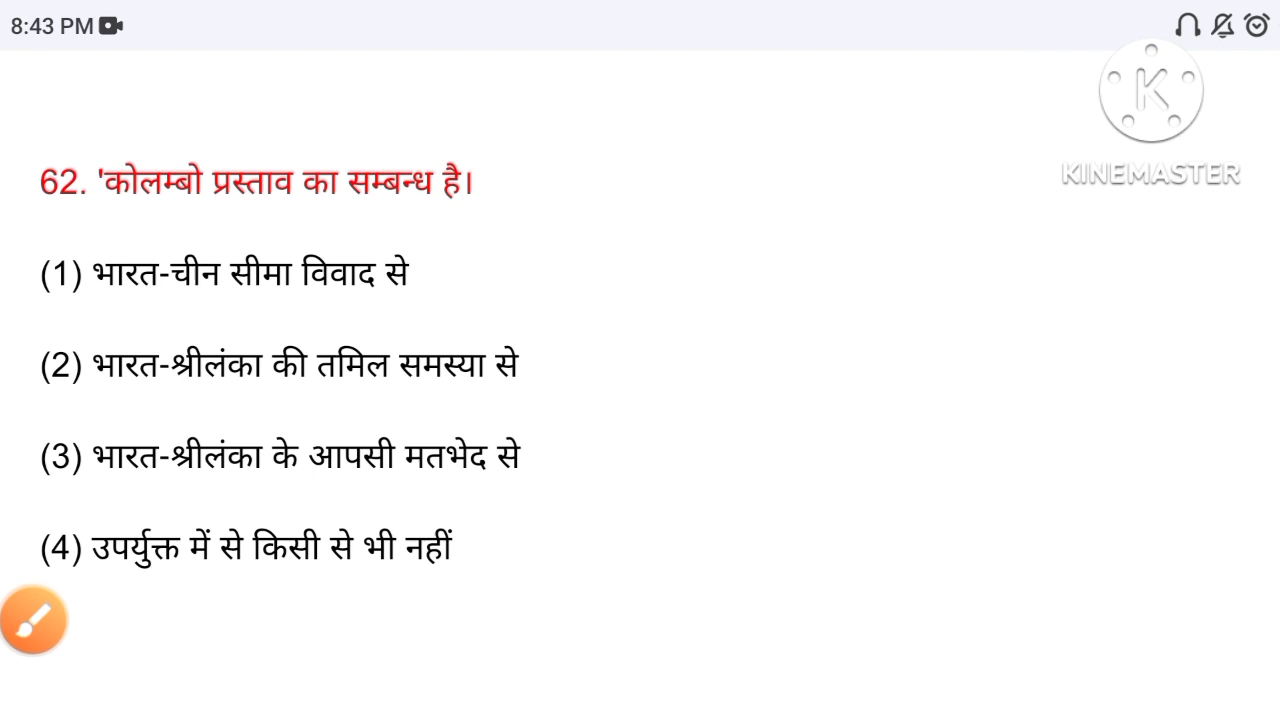 8:43 PM
K
KINEMASTER
62. 'कोलम्बो प्रस्ताव का सम्बन्ध है।
(1) भारत-चीन सीमा विवाद से
(2) भारत-श्रीलंका की तमिल समस्या से
(3) भारत-श्रीलंका के आपसी मतभेद से
(4) उपर्युक्त में से किसी से भी नहीं